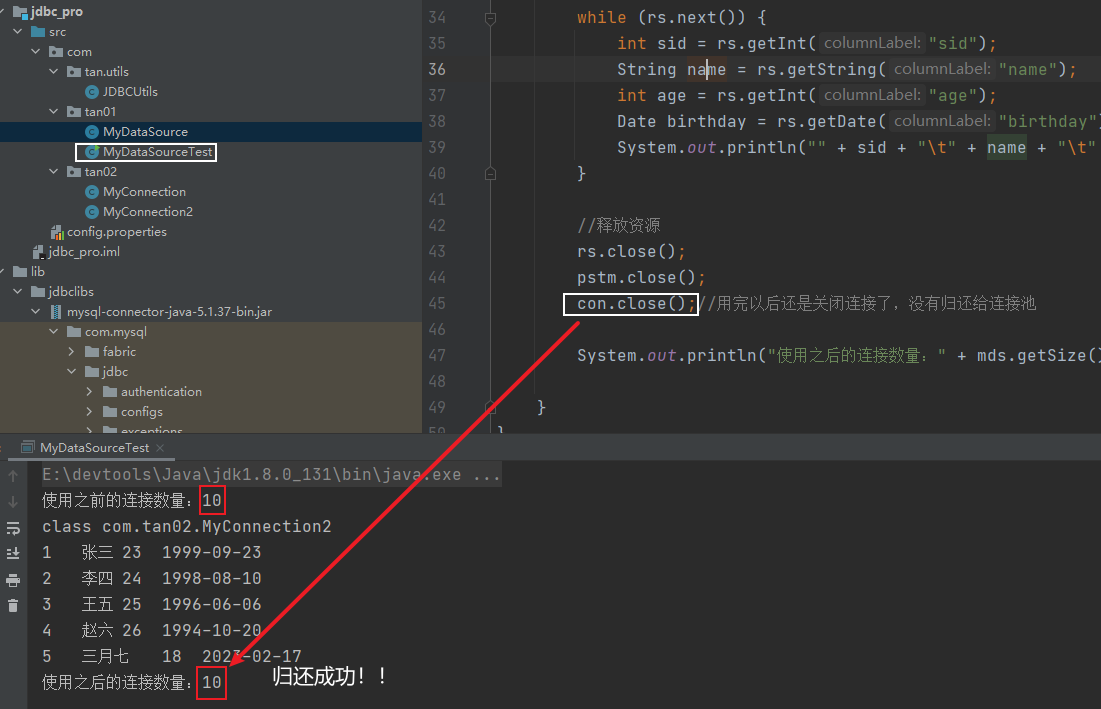 jdbc_pro
src
com
tan.utils
JDBCUtils
tan01
MyDataSource
MyDataSourceTest
tan02
MyConnection
MyConnection2
config.properties
jdbc_pro.iml
lib
jdbclibs
mysql-connector-java-5.1.37-bin.jar
com.mysql
fabric
jdbc
authentication
configs
exceptions
34 while (rs.next()) {
35 int sid = rs.getInt( columnLabel: "sid");
36 String name = rs.getString( columnLabel: "name");
37 int age = rs.getInt( columnLabel: "age");
38 Date birthday = rs.getDate( columnLabel: "birthday")
39 System.out.println("" + sid + "\t" + name + "\t"
40 }
41
42 //释放资源
43 rs.close();
44 pstm.close();
45 con.close();//用完以后还是关闭连接了，没有归还给连接池
46
47 System.out.println("使用之后的连接数量：" + mds.getSize()
48
49 }
50 }
MyDataSourceTest
E:\devtools\Java\jdk1.8.0_131\bin\java.exe ...
使用之前的连接数量：10
class com.tan02.MyConnection2
1 张三 23 1999-09-23
2 李四 24 1998-08-10
3 王五 25 1996-06-06
4 赵六 26 1994-10-20
5 三月七 18 2023-02-17
使用之后的连接数量：10
归还成功！！